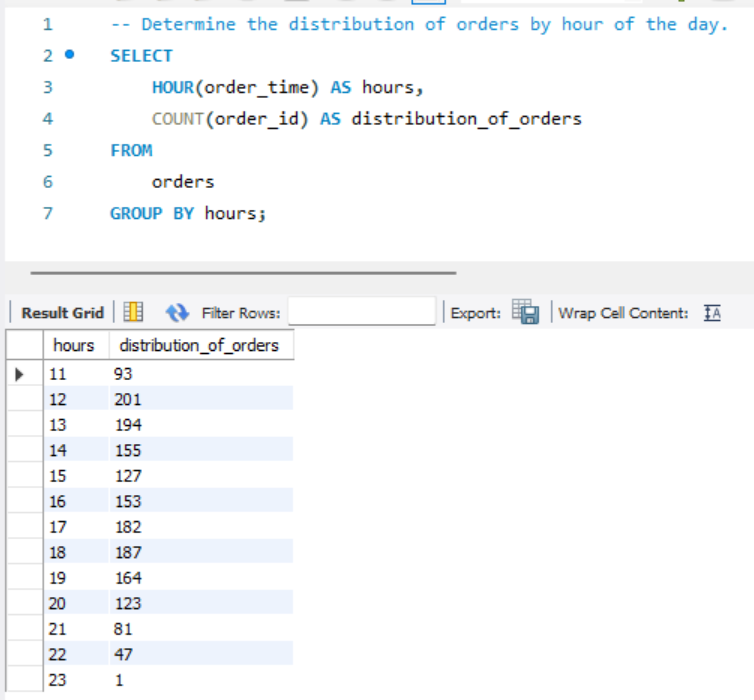 1 -- Determine the distribution of orders by hour of the day.
2 SELECT
3 HOUR(order_time) AS hours,
4 COUNT(order_id) AS distribution_of_orders
5 FROM
6 orders
7 GROUP BY hours;
Result Grid Filter Rows: Export: Wrap Cell Content: IA
hours distribution_of_orders
11 93
12 201
13 194
14 155
15 127
16 153
17 182
18 187
19 164
20 123
21 81
22 47
23 1